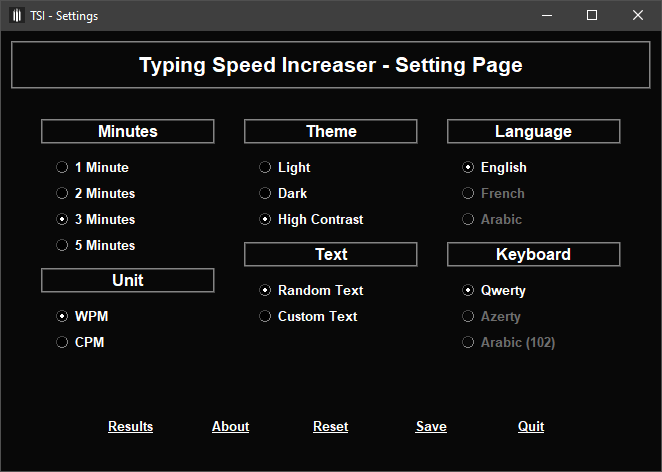 TSI - Settings
Typing Speed Increaser - Setting Page
Minutes
1 Minute
2 Minutes
3 Minutes
5 Minutes
Unit
WPM
CPM
Theme
Light
Dark
High Contrast
Text
Random Text
Custom Text
Language
English
French
Arabic
Keyboard
Qwerty
Azerty
Arabic (102)
Results About Reset Save Quit